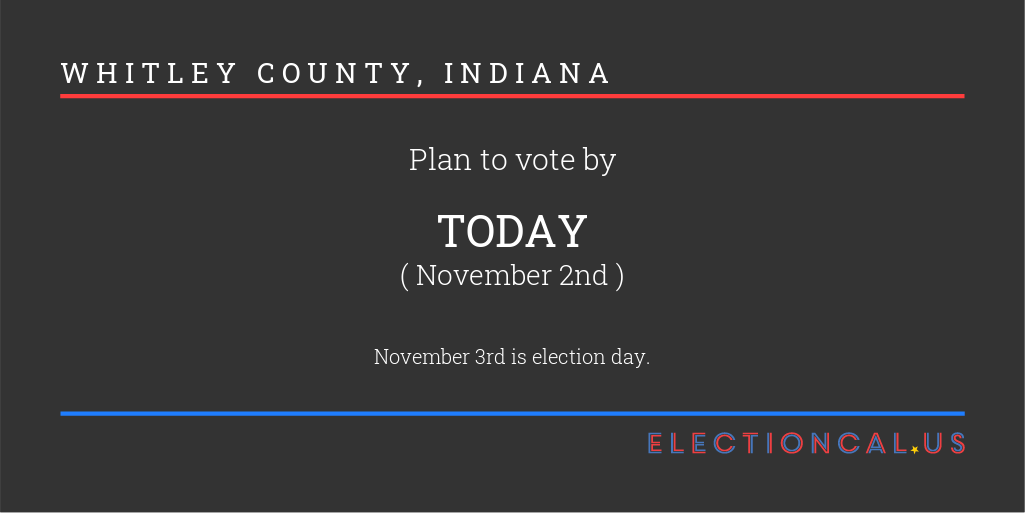 WHITLEY COUNTY, INDIANA
Plan to vote by
TODAY
( November 2nd )
November 3rd is election day.
ELECTIONCAL.US